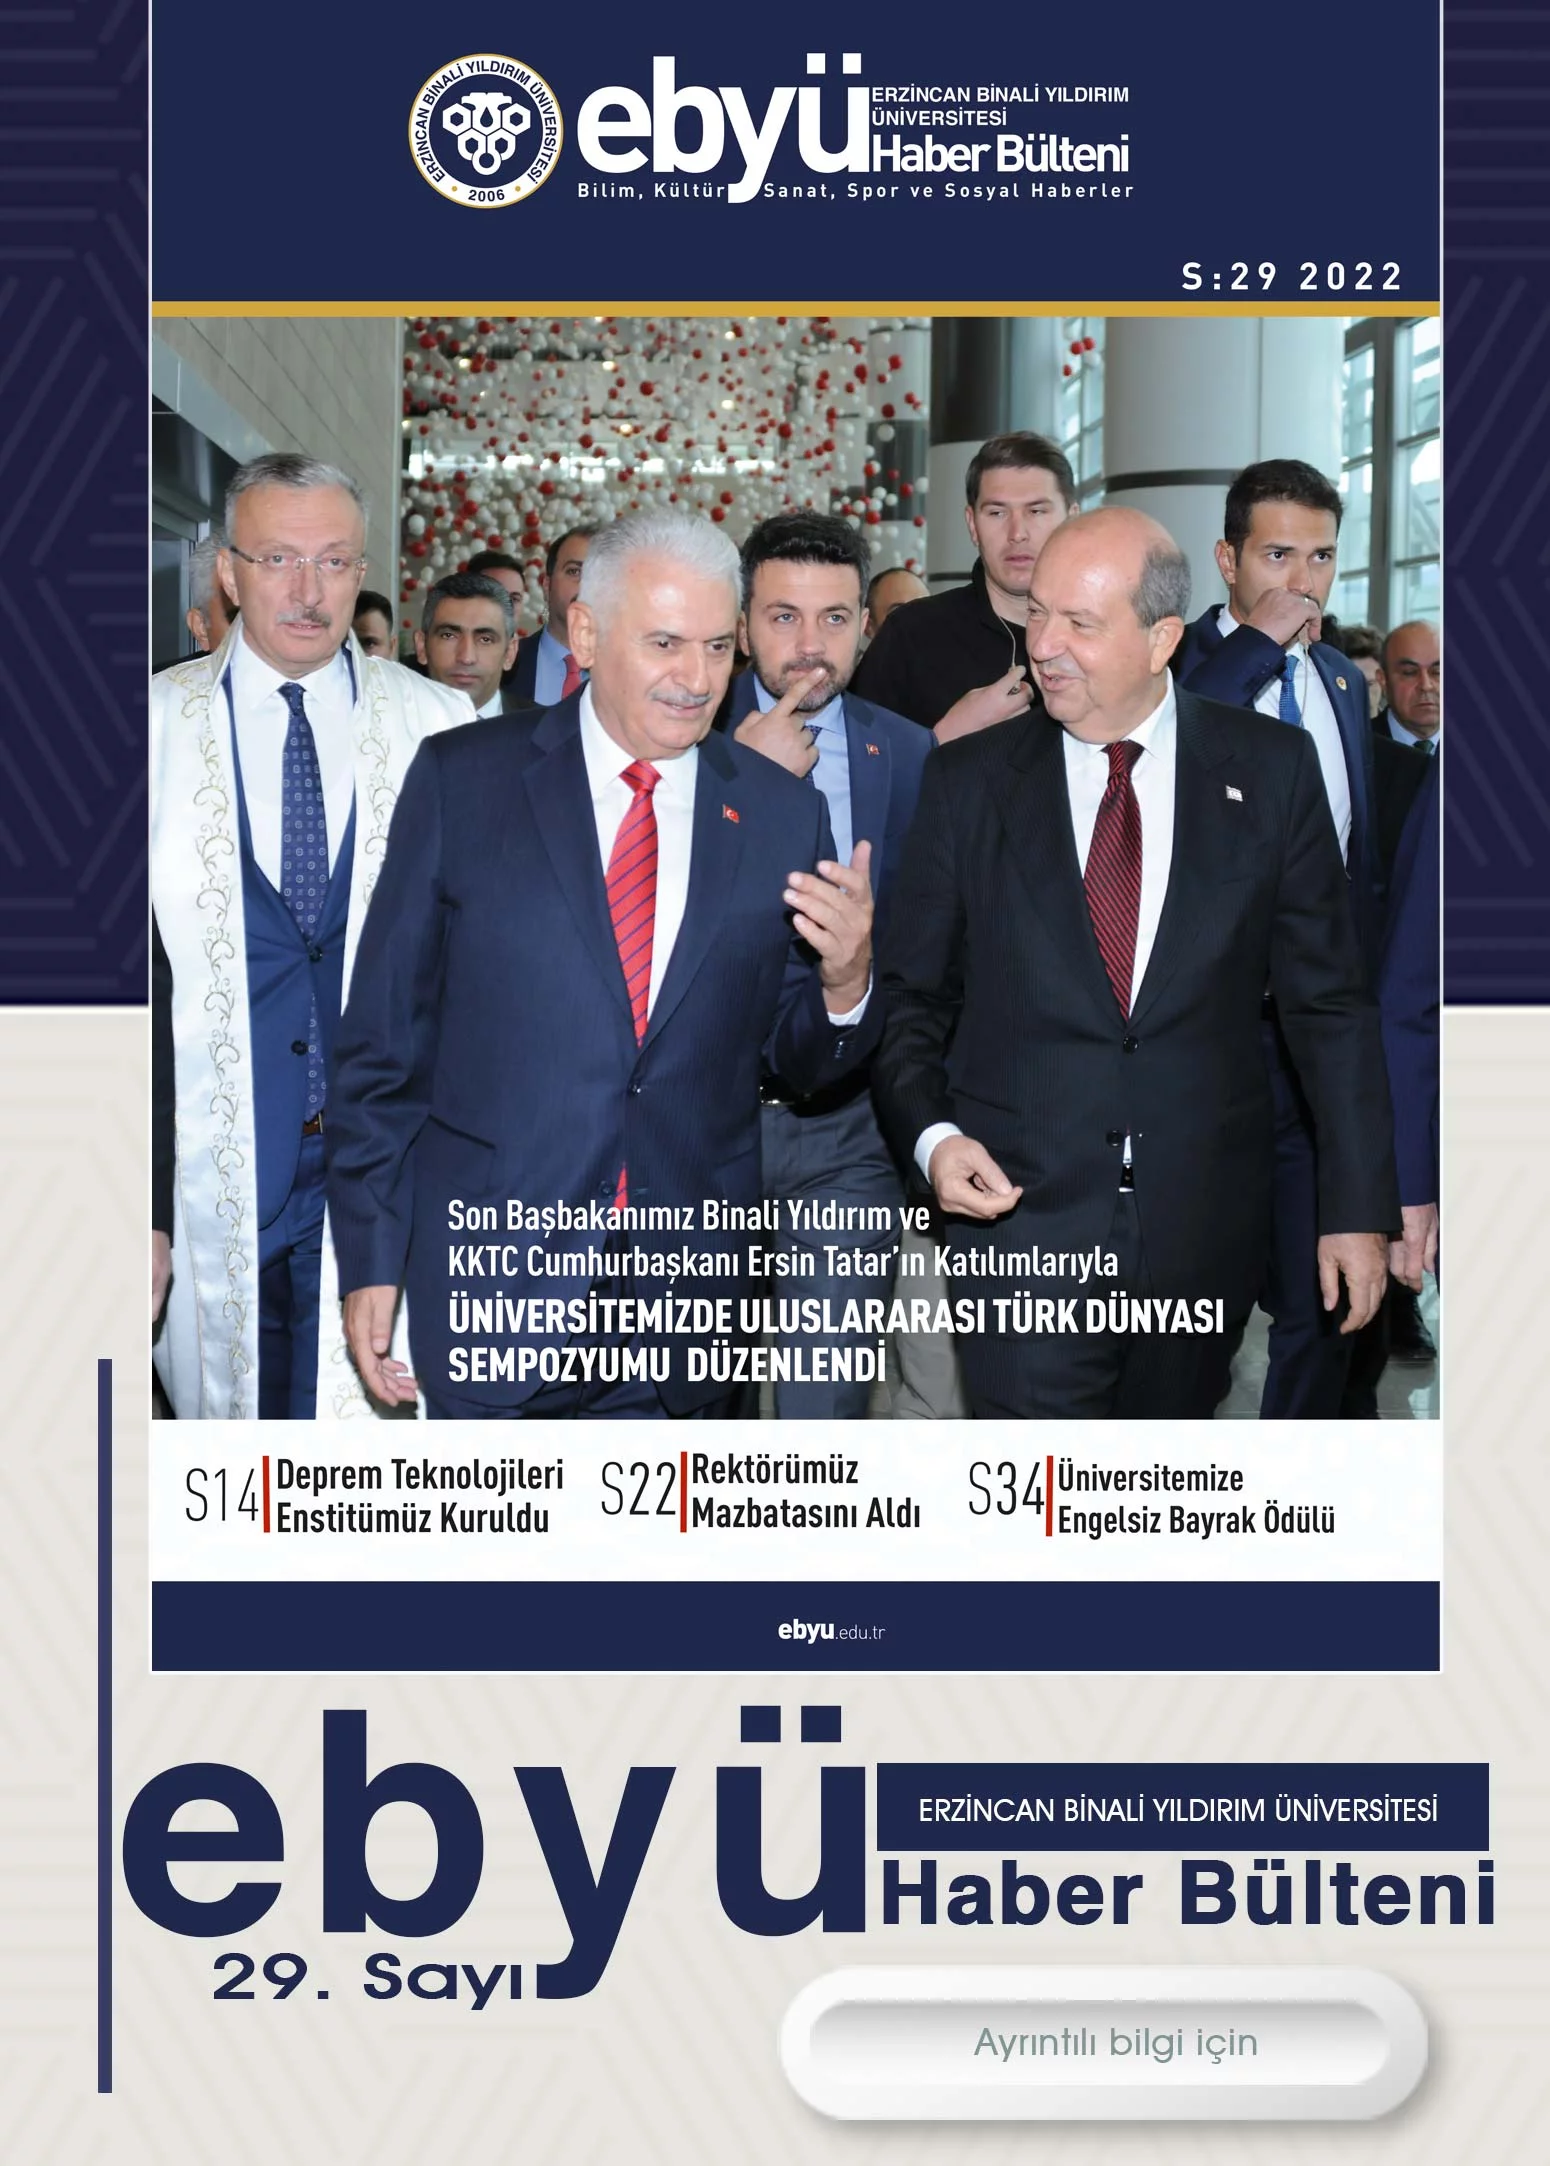 ERZİNCAN BİNALİ YILDIRIM ÜNİVERSİTESİ
2006
ebyü
ERZİNCAN BİNALİ YILDIRIM
ÜNİVERSİTESİ
Haber Bülteni
Bilim, Kültür Sanat, Spor ve Sosyal Haberler
S:29 2022
Son Başbakanımız Binali Yıldırım ve
KKTC Cumhurbaşkanı Ersin Tatar'ın Katılımlarıyla
ÜNİVERSİTEMİZDE ULUSLARARASI TÜRK DÜNYASI
SEMPOZYUMU DÜZENLENDİ
S14 Deprem Teknolojileri
Enstitümüz Kuruldu
S22 Rektörümüz
Mazbatasını Aldı
S34 Üniversitemize
Engelsiz Bayrak Ödülü
ebyu.edu.tr
ebyü
ERZİNCAN BİNALİ YILDIRIM ÜNİVERSİTESİ
Haber Bülteni
29. Sayı
Ayrıntılı bilgi için